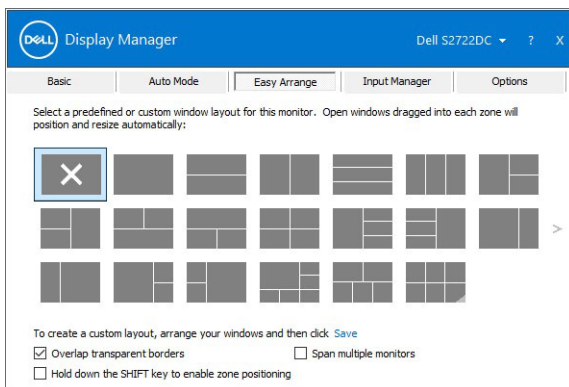 DELL Display Manager Dell S2722DC ? X
Basic Auto Mode Easy Arrange Input Manager Options
Select a predefined or custom window layout for this monitor. Open windows dragged into each zone will
position and resize automatically:
>
To create a custom layout, arrange your windows and then click Save
Overlap transparent borders Span multiple monitors
Hold down the SHIFT key to enable zone positioning